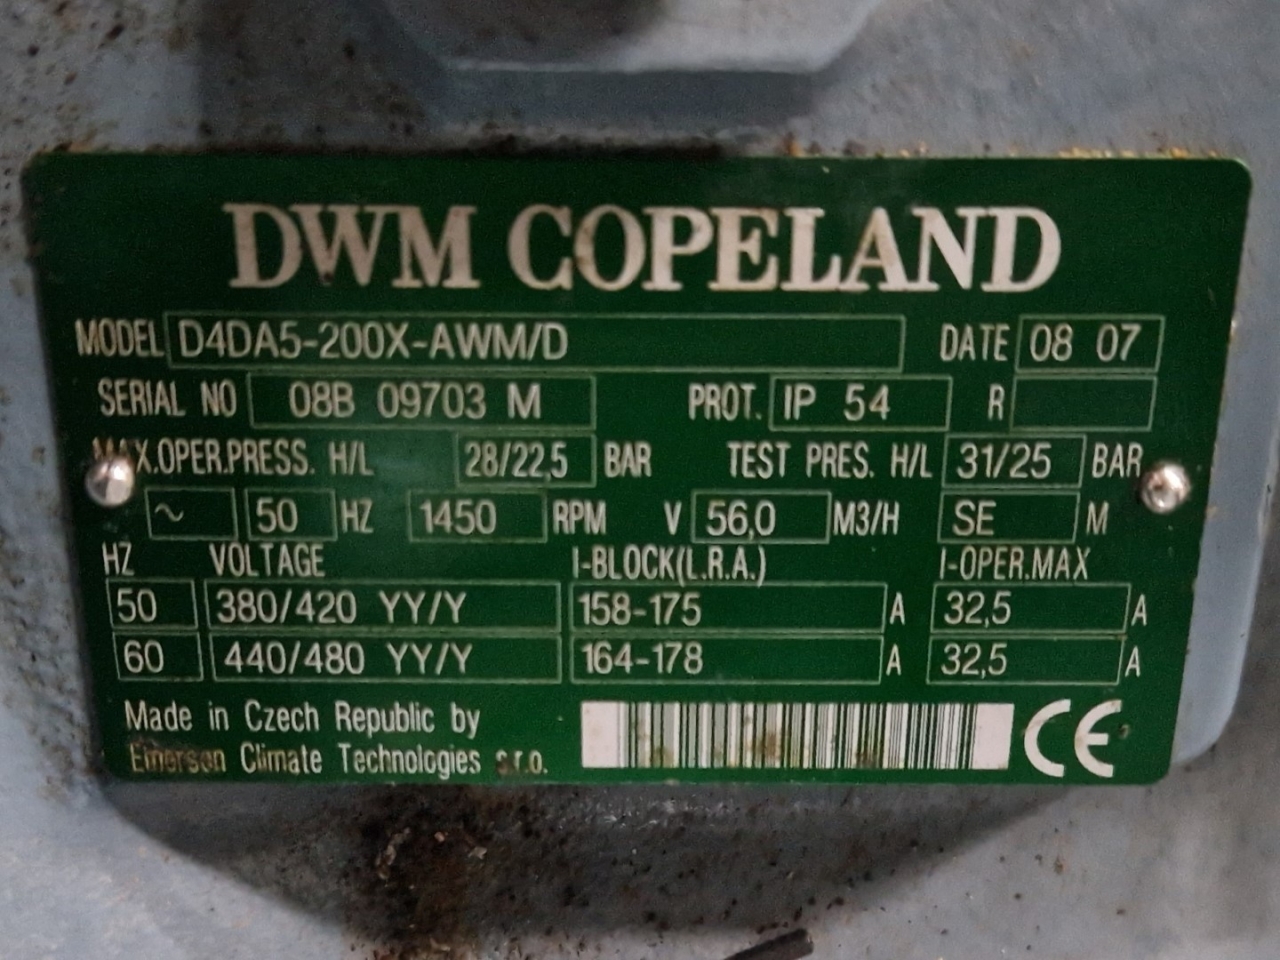 DWM COPELAND
MODEL D4DA5-200X-AWM/D DATE 08 07
SERIAL NO 08B 09703 M PROT. IP 54 R
MAX.OPER.PRESS. H/L 28/22,5 BAR TEST PRES. H/L 31/25 BAR
~ 50 HZ 1450 RPM V 56,0 M3/H SE M
HZ VOLTAGE I-BLOCK(L.R.A.) I-OPER.MAX
50 380/420 YY/Y 158-175 A 32,5 A
60 440/480 YY/Y 164-178 A 32,5 A
Made in Czech Republic by
Emerson Climate Technologies s.r.o.
CE